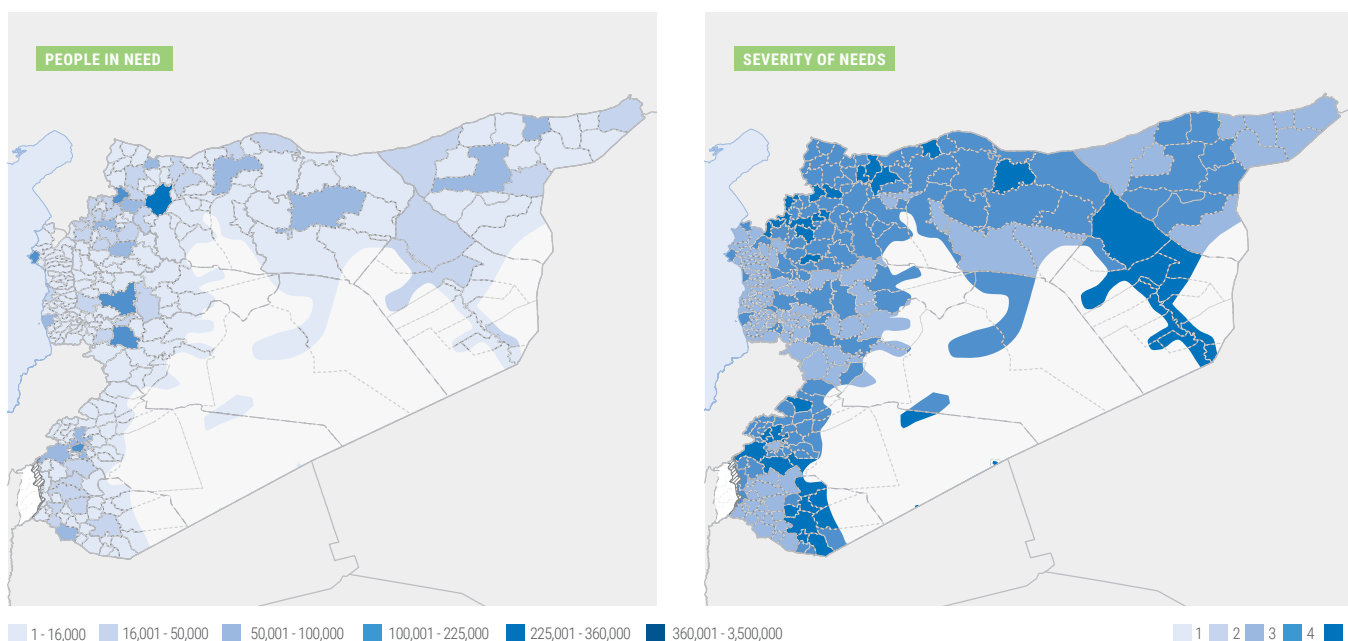 PEOPLE IN NEED
SEVERITY OF NEEDS
1 - 16,000 16,001 - 50,000 50,001 - 100,000 100,001 - 225,000 225,001 - 360,000 360,001 - 3,500,000
1 2 3 4